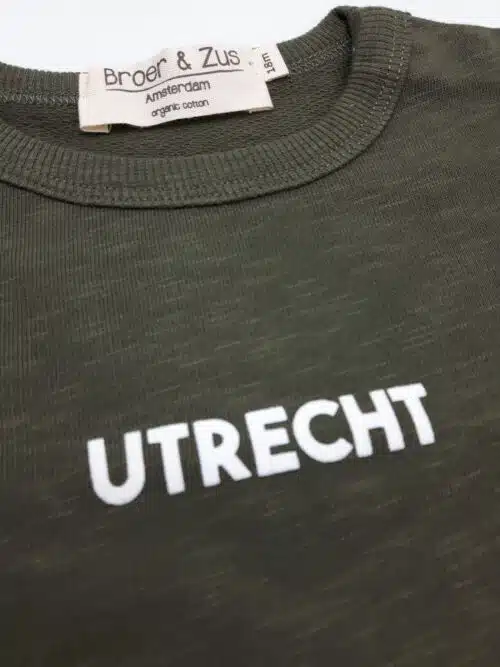 Broer & Zus
Amsterdam
organic cotton
18m
UTRECHT